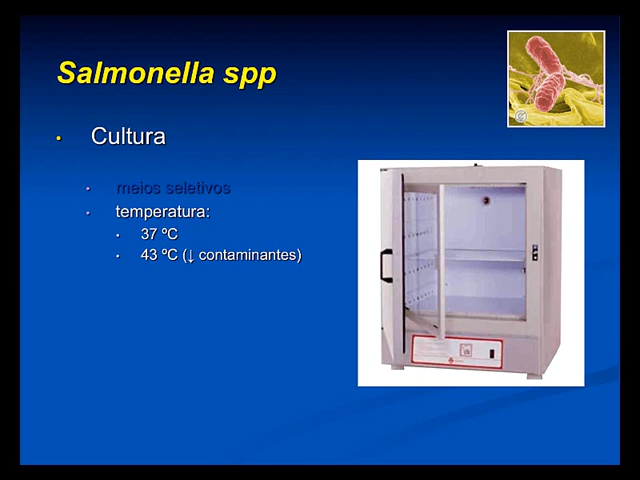 Salmonella spp
• Cultura
• meios seletivos
• temperatura:
• 37 ºC
• 43 ºC (↓ contaminantes)